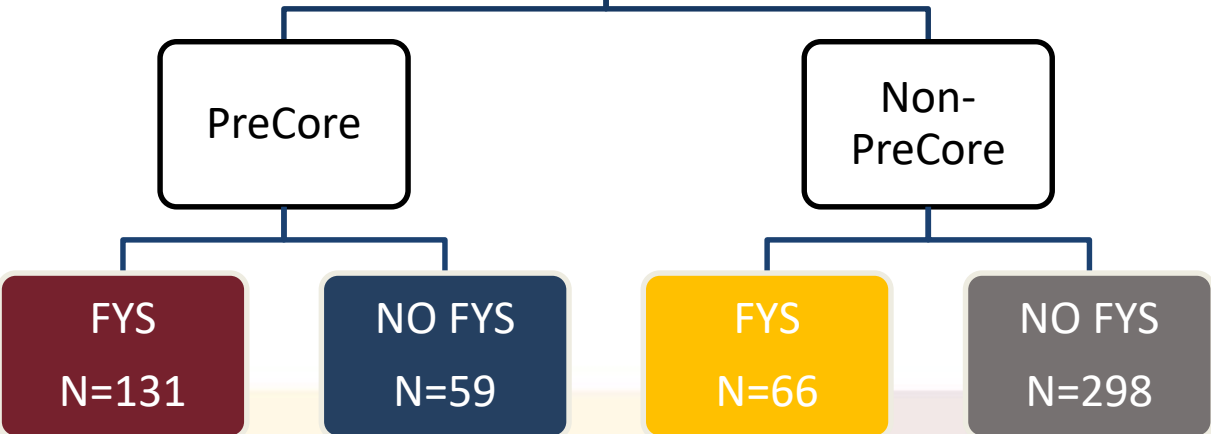 PreCore
Non-
PreCore
FYS
N=131
NO FYS
N=59
FYS
N=66
NO FYS
N=298